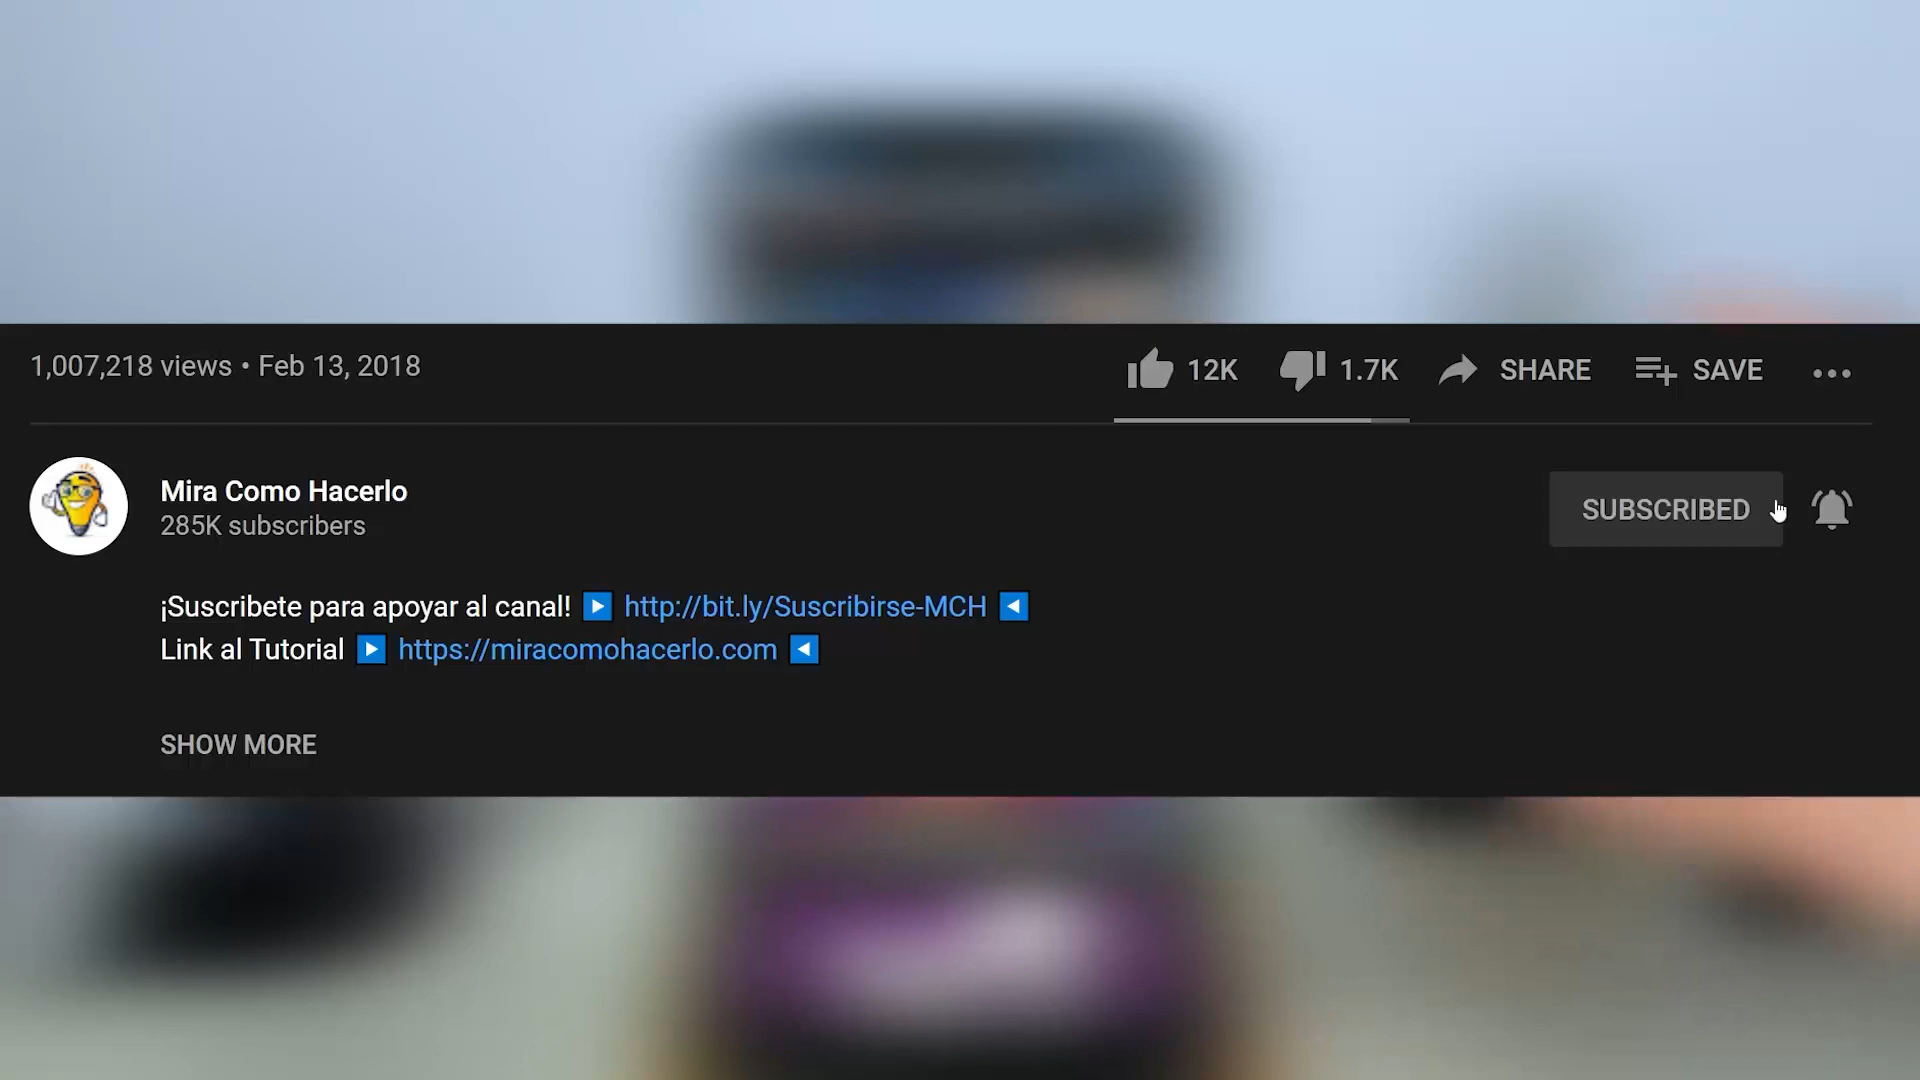 1,007,218 views • Feb 13, 2018
12K 1.7K SHARE SAVE
Mira Como Hacerlo
285K subscribers
SUBSCRIBED
¡Suscribete para apoyar al canal! ▶ http://bit.ly/Suscribirse-MCH ◀
Link al Tutorial ▶ https://miracomohacerlo.com ◀
SHOW MORE